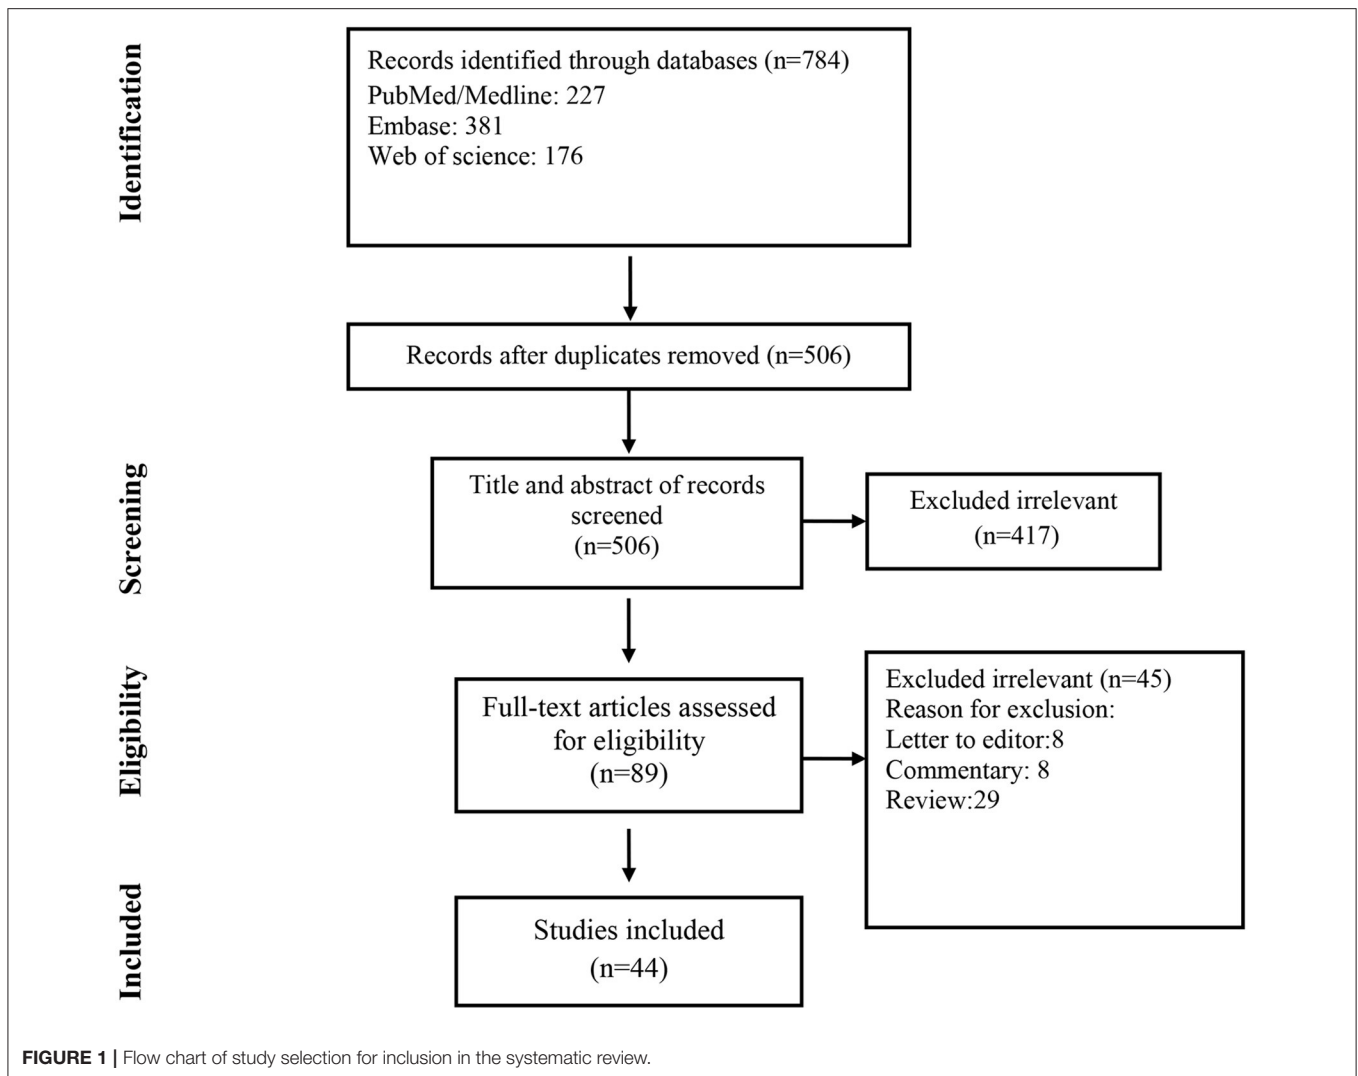 Identification
Records identified through databases (n=784)
PubMed/Medline: 227
Embase: 381
Web of science: 176
Records after duplicates removed (n=506)
Screening
Title and abstract of records
screened
(n=506)
Excluded irrelevant
(n=417)
Eligibility
Full-text articles assessed
for eligibility
(n=89)
Excluded irrelevant (n=45)
Reason for exclusion:
Letter to editor:8
Commentary: 8
Review:29
Included
Studies included
(n=44)
FIGURE 1 | Flow chart of study selection for inclusion in the systematic review.